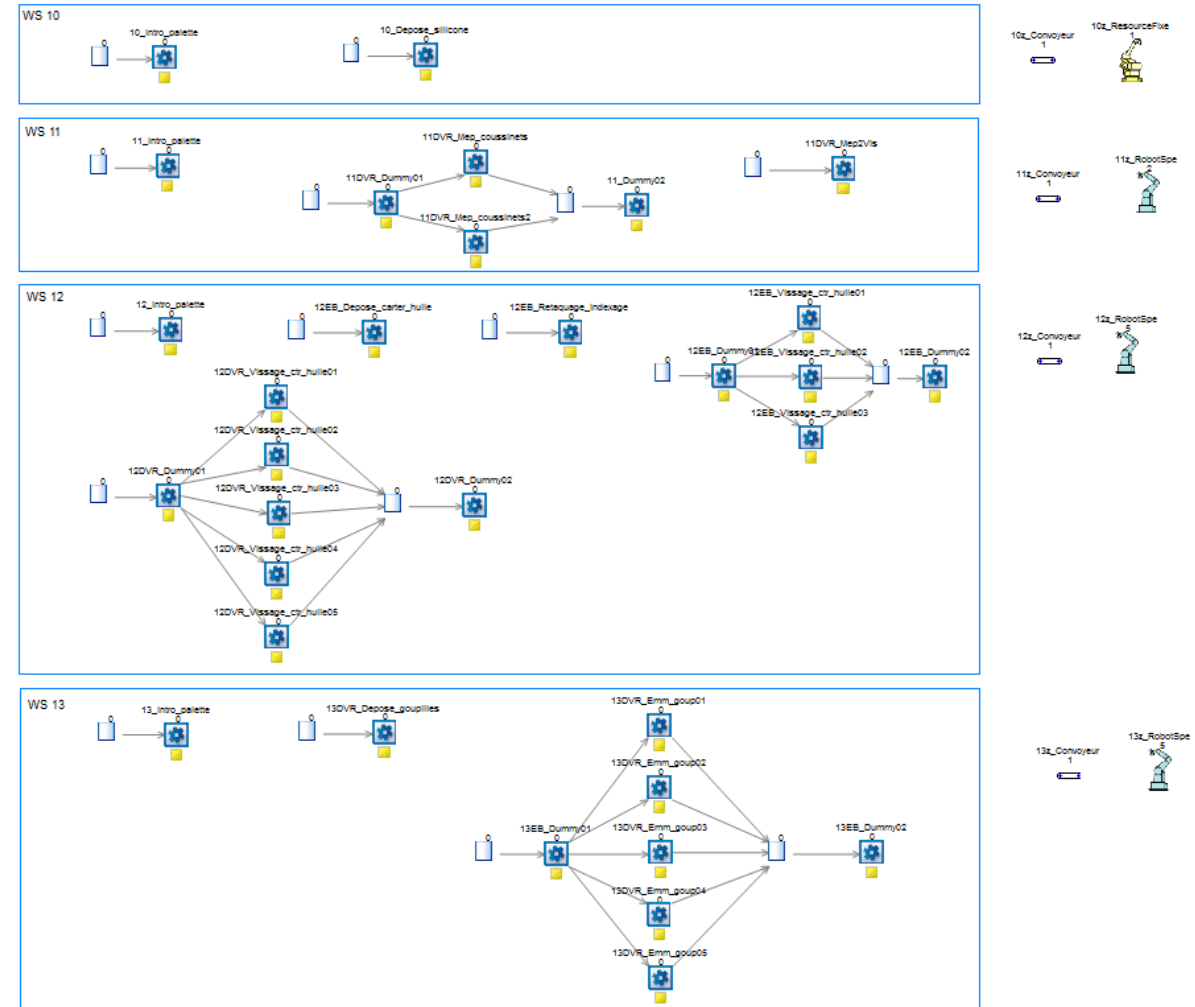 WS 10
10_Intro_palette
0
0
10_Depose_silicone
0
0
10z_Convoyeur
1
10z_ResourceFixe
1
WS 11
11_Intro_palette
0
0
11DVR_Mep_coussinets
0
11DVR_Dummy01
0
0
11DVR_Mep_coussinets2
0
0
11_Dummy02
0
11DVR_Mep2Vis
0
0
11z_Convoyeur
1
11z_RobotSpe
2
WS 12
12_Intro_palette
0
0
12EB_Depose_carter_huile
0
0
12EB_Retaquage_Indexage
0
0
12EB_Vissage_ctr_huile01
0
12EB_Dummy01
0
0
12EB_Vissage_ctr_huile02
0
0
12EB_Dummy02
0
12EB_Vissage_ctr_huile03
0
12z_Convoyeur
1
12z_RobotSpe
5
12DVR_Vissage_ctr_huile01
0
12DVR_Vissage_ctr_huile02
0
12DVR_Dummy01
0
0
12DVR_Vissage_ctr_huile03
0
0
12DVR_Dummy02
0
12DVR_Vissage_ctr_huile04
0
12DVR_Vissage_ctr_huile05
0
WS 13
13_Intro_palette
0
0
13DVR_Depose_goupilles
0
0
13DVR_Emm_goup01
0
13DVR_Emm_goup02
0
13EB_Dummy01
0
0
13DVR_Emm_goup03
0
0
13EB_Dummy02
0
13DVR_Emm_goup04
0
13DVR_Emm_goup05
0
13z_Convoyeur
1
13z_RobotSpe
5